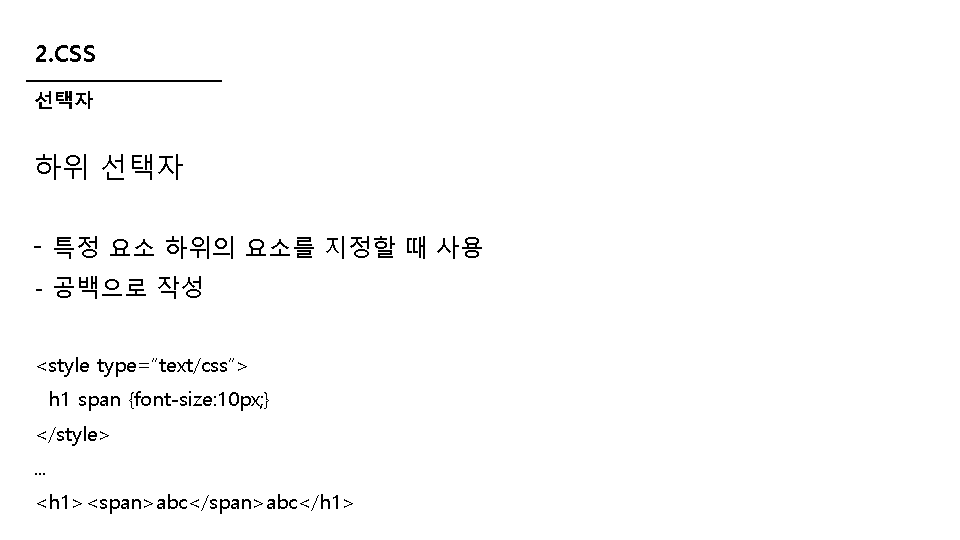 2.CSS
선택자
하위 선택자
- 특정 요소 하위의 요소를 지정할 때 사용
- 공백으로 작성
<style type=“text/css”>
h1 span {font-size:10px;}
</style>
...
<h1><span>abc</span>abc</h1>